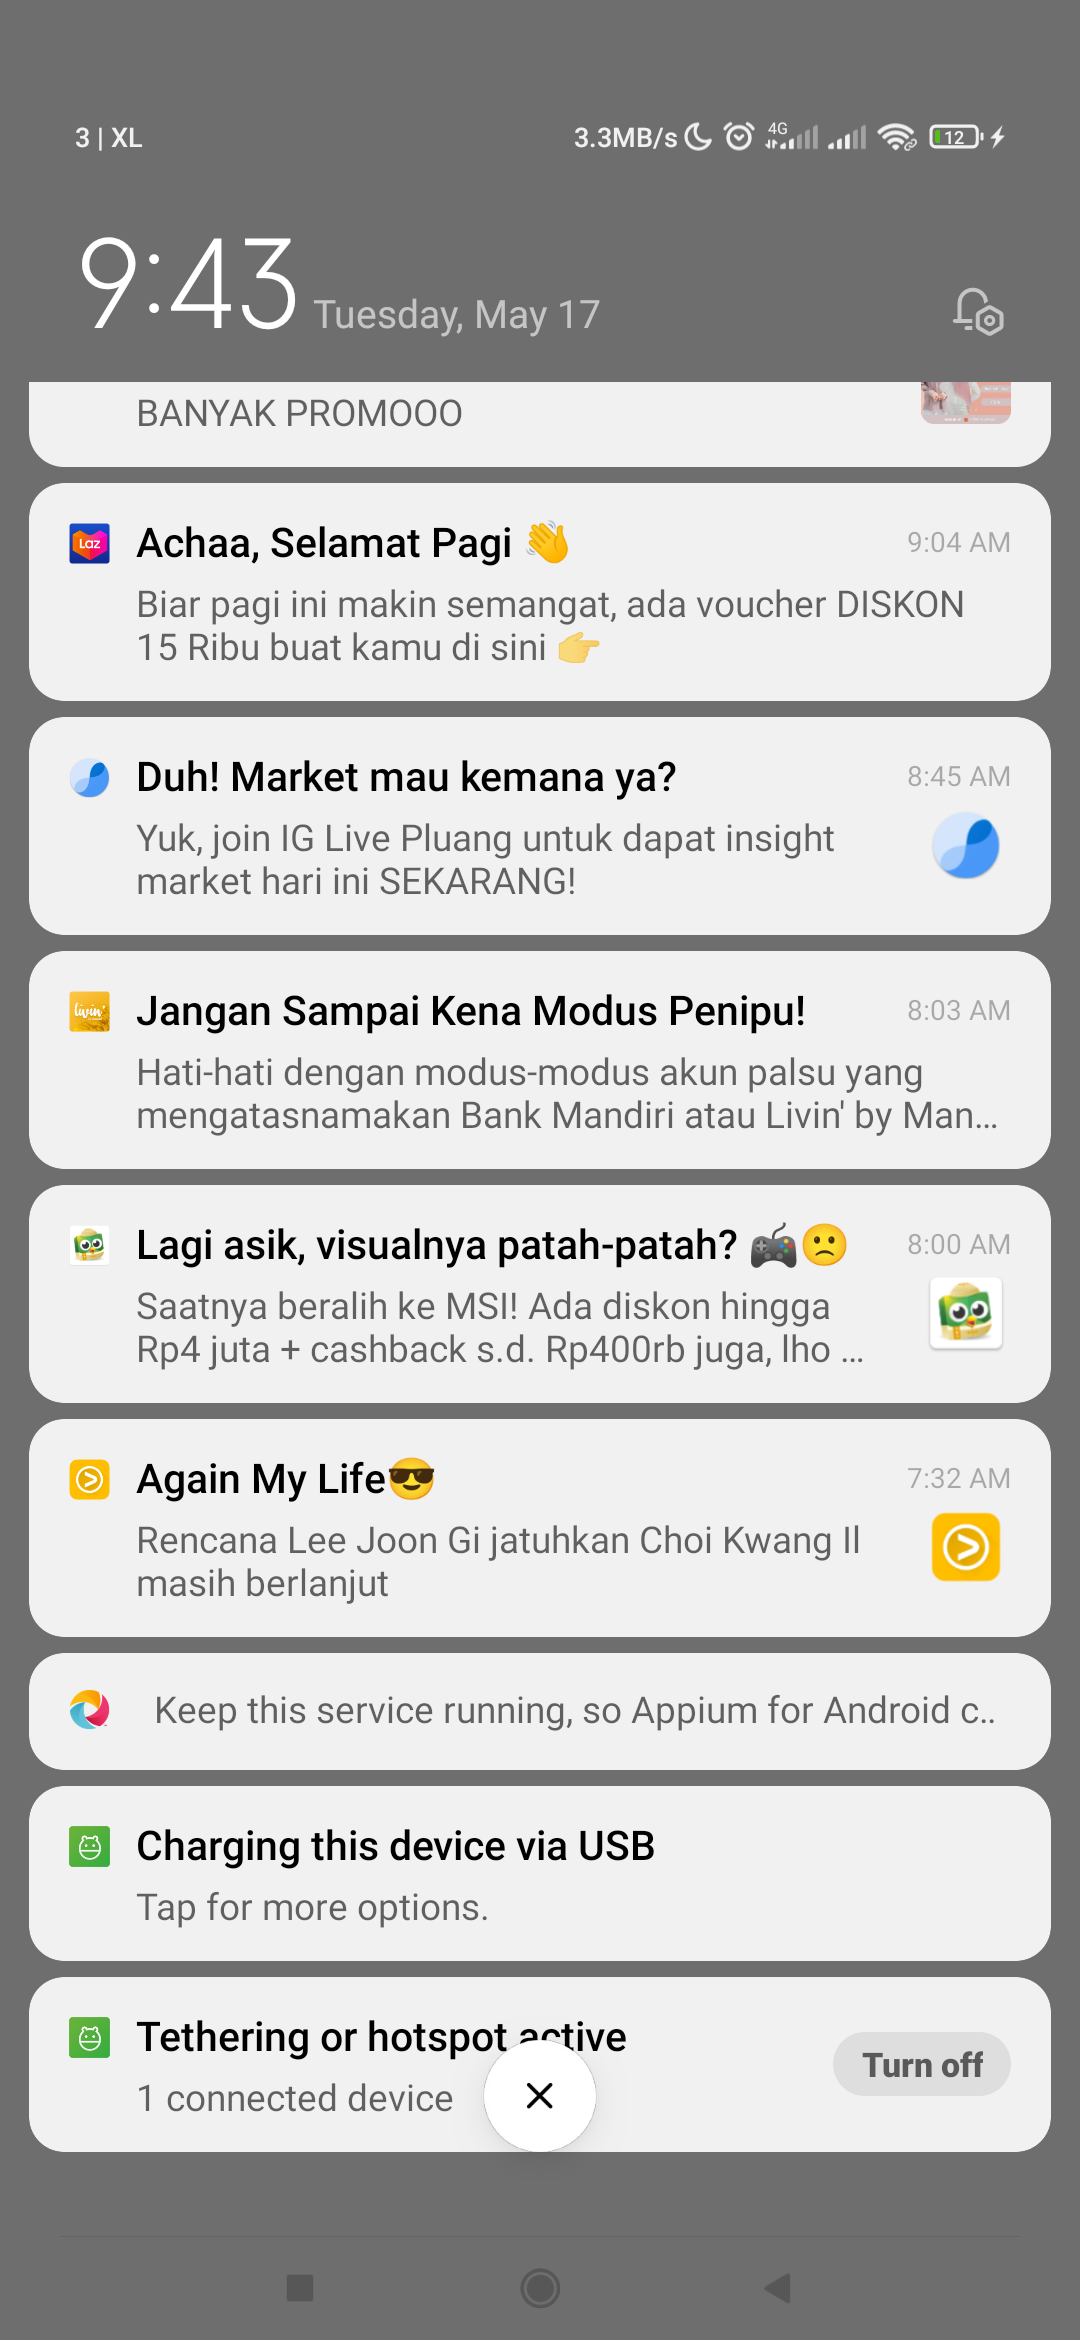 3 | XL
3.3MB/s 4G 12
9:43 Tuesday, May 17
BANYAK PROMOOO
Laz
Achaa, Selamat Pagi 👋 9:04 AM
Biar pagi ini makin semangat, ada voucher DISKON
15 Ribu buat kamu di sini 👉
Duh! Market mau kemana ya? 8:45 AM
Yuk, join IG Live Pluang untuk dapat insight
market hari ini SEKARANG!
livin'
Jangan Sampai Kena Modus Penipu! 8:03 AM
Hati-hati dengan modus-modus akun palsu yang
mengatasnamakan Bank Mandiri atau Livin' by Man...
Lagi asik, visualnya patah-patah? 🎮🙁 8:00 AM
Saatnya beralih ke MSI! Ada diskon hingga
Rp4 juta + cashback s.d. Rp400rb juga, lho ...
Again My Life😎 7:32 AM
Rencana Lee Joon Gi jatuhkan Choi Kwang Il
masih berlanjut
Keep this service running, so Appium for Android c..
Charging this device via USB
Tap for more options.
Tethering or hotspot active
1 connected device
Turn off